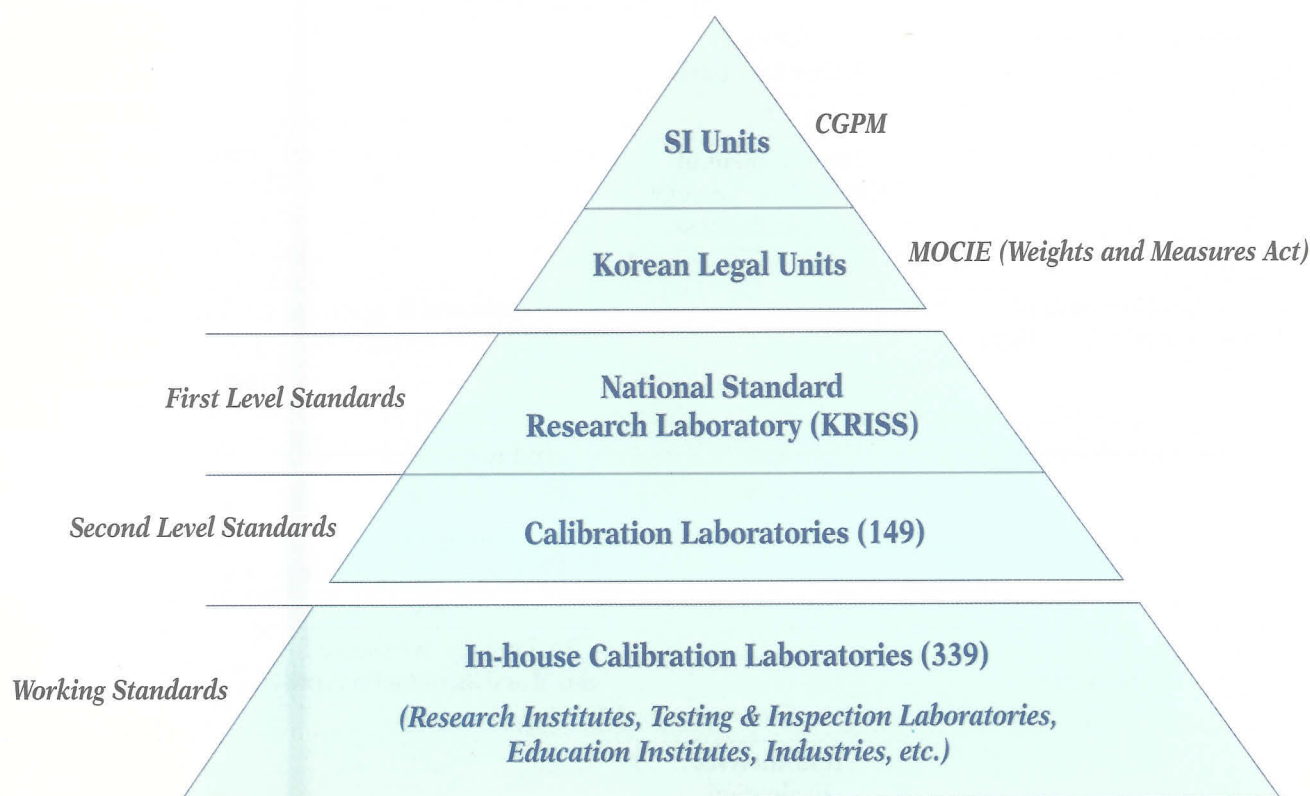 SI Units
CGPM
Korean Legal Units
MOCIE (Weights and Measures Act)
First Level Standards
National Standard
Research Laboratory (KRISS)
Second Level Standards
Calibration Laboratories (149)
In-house Calibration Laboratories (339)
Working Standards
(Research Institutes, Testing & Inspection Laboratories,
Education Institutes, Industries, etc.)